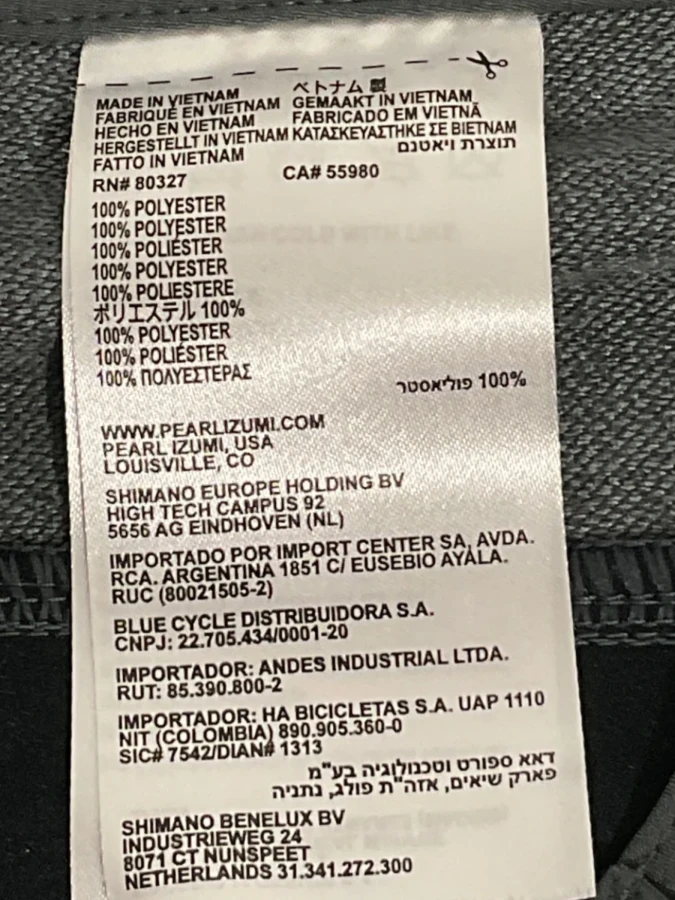 MADE IN VIETNAM ベトナム製
FABRIQUÉ EN VIETNAM GEMAAKT IN VIETNAM
HECHO EN VIETNAM FABRICADO EM VIETNÃ
HERGESTELLT IN VIETNAM ΚΑΤΑΣΚΕΥΑΣΤΗΚΕ ΣΕ ΒΙΕΤΝΑΜ
FATTO IN VIETNAM תוצרת ויאטנם
RN# 80327 CA# 55980
100% POLYESTER
100% POLYESTER
100% POLIÉSTER
100% POLYESTER
100% POLIESTERE
ポリエステル 100%
100% POLYESTER
100% POLIÉSTER
100% ΠΟΛΥΕΣΤΕΡΑΣ
100% פוליאסטר
WWW.PEARLIZUMI.COM
PEARL IZUMI, USA
LOUISVILLE, CO
SHIMANO EUROPE HOLDING BV
HIGH TECH CAMPUS 92
5656 AG EINDHOVEN (NL)
IMPORTADO POR IMPORT CENTER SA, AVDA.
RCA. ARGENTINA 1851 C/ EUSEBIO AYALA.
RUC (80021505-2)
BLUE CYCLE DISTRIBUIDORA S.A.
CNPJ: 22.705.434/0001-20
IMPORTADOR: ANDES INDUSTRIAL LTDA.
RUT: 85.390.800-2
IMPORTADOR: HA BICICLETAS S.A. UAP 1110
NIT (COLOMBIA) 890.905.360-0
SIC# 7542/DIAN# 1313
דאא ספורט וטכנולוגיה בע"מ
פארק שיאים, אזה"ת פולג, נתניה
SHIMANO BENELUX BV
INDUSTRIEWEG 24
8071 CT NUNSPEET
NETHERLANDS 31.341.272.300